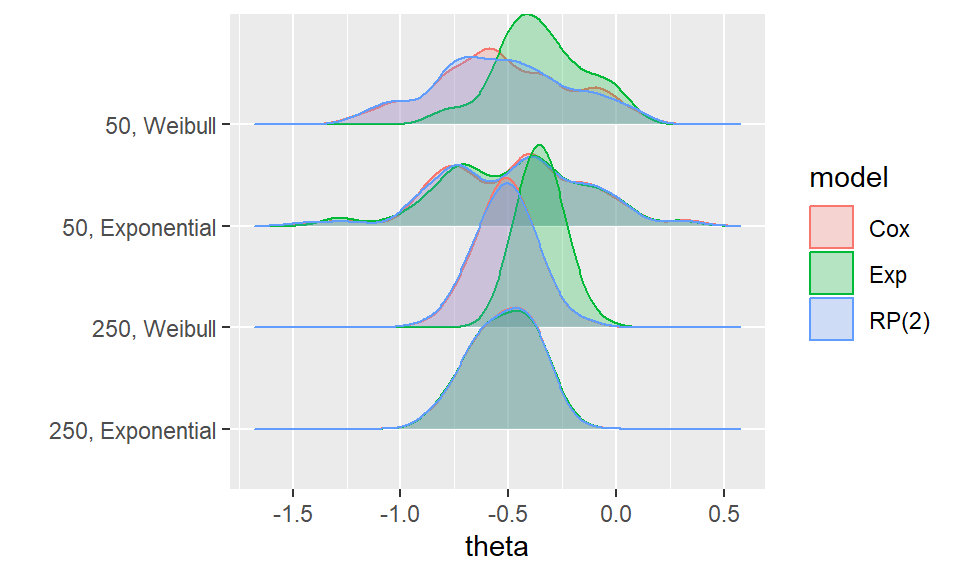 50, Weibull
50, Exponential
250, Weibull
250, Exponential
-1.5 -1.0 -0.5 0.0 0.5
theta
model
Cox
Exp
RP(2)